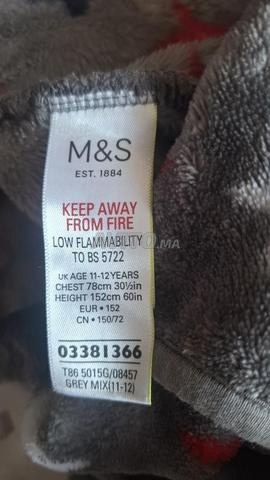 M&S
EST. 1884
KEEP AWAY
FROM FIRE
LOW FLAMMABILITY
TO BS 5722
UK AGE 11-12 YEARS
CHEST 78cm 30½in
HEIGHT 152cm 60in
EUR • 152
CN • 150/72
03381366
T86 5015G/08457
GREY MIX(11-12)